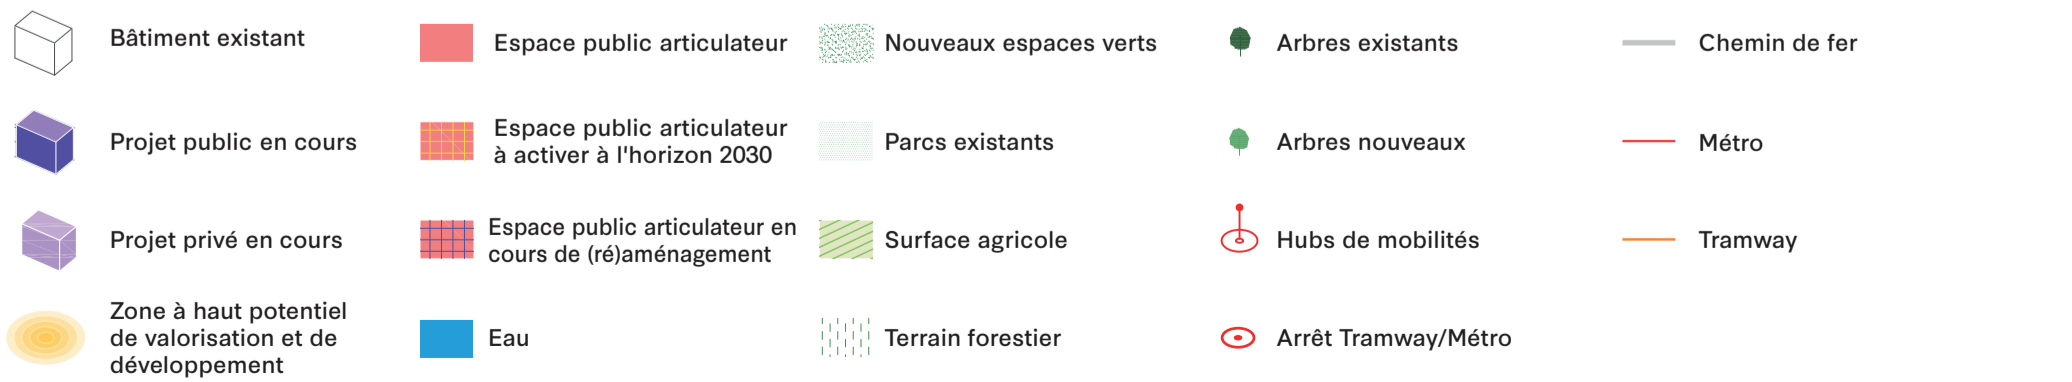 Bâtiment existant
Projet public en cours
Projet privé en cours
Zone à haut potentiel
de valorisation et de
développement
Espace public articulateur
Espace public articulateur
à activer à l'horizon 2030
Espace public articulateur en
cours de (ré)aménagement
Eau
Nouveaux espaces verts
Parcs existants
Surface agricole
Terrain forestier
Arbres existants
Arbres nouveaux
Hubs de mobilités
Arrêt Tramway/Métro
Chemin de fer
Métro
Tramway